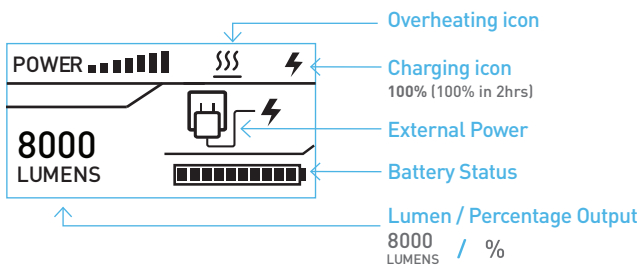 Overheating icon
POWER
Charging icon
100% (100% in 2hrs)
External Power
8000
LUMENS
Battery Status
Lumen / Percentage Output
8000 / %
LUMENS